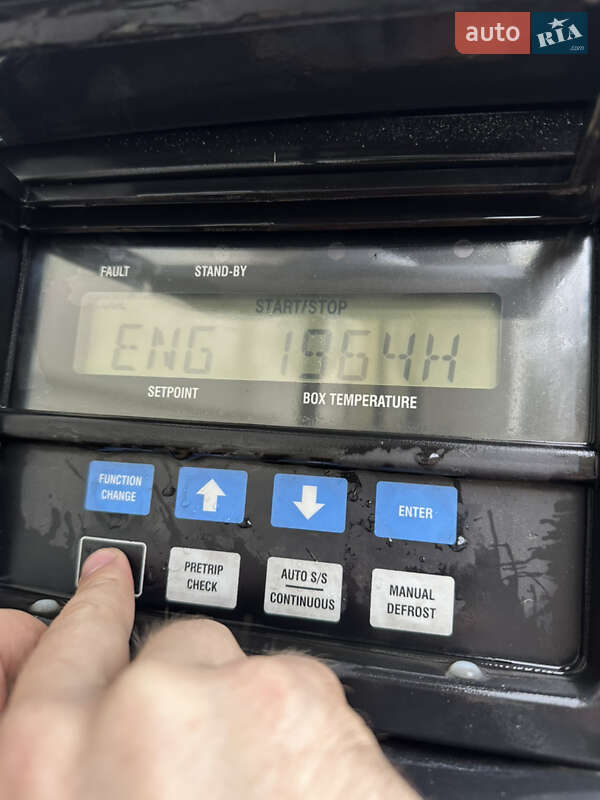 auto RIA
.com
FAULT STAND-BY
START/STOP
ENG 1964H
SETPOINT BOX TEMPERATURE
FUNCTION
CHANGE
ENTER
PRETRIP
CHECK
AUTO S/S
CONTINUOUS
MANUAL
DEFROST